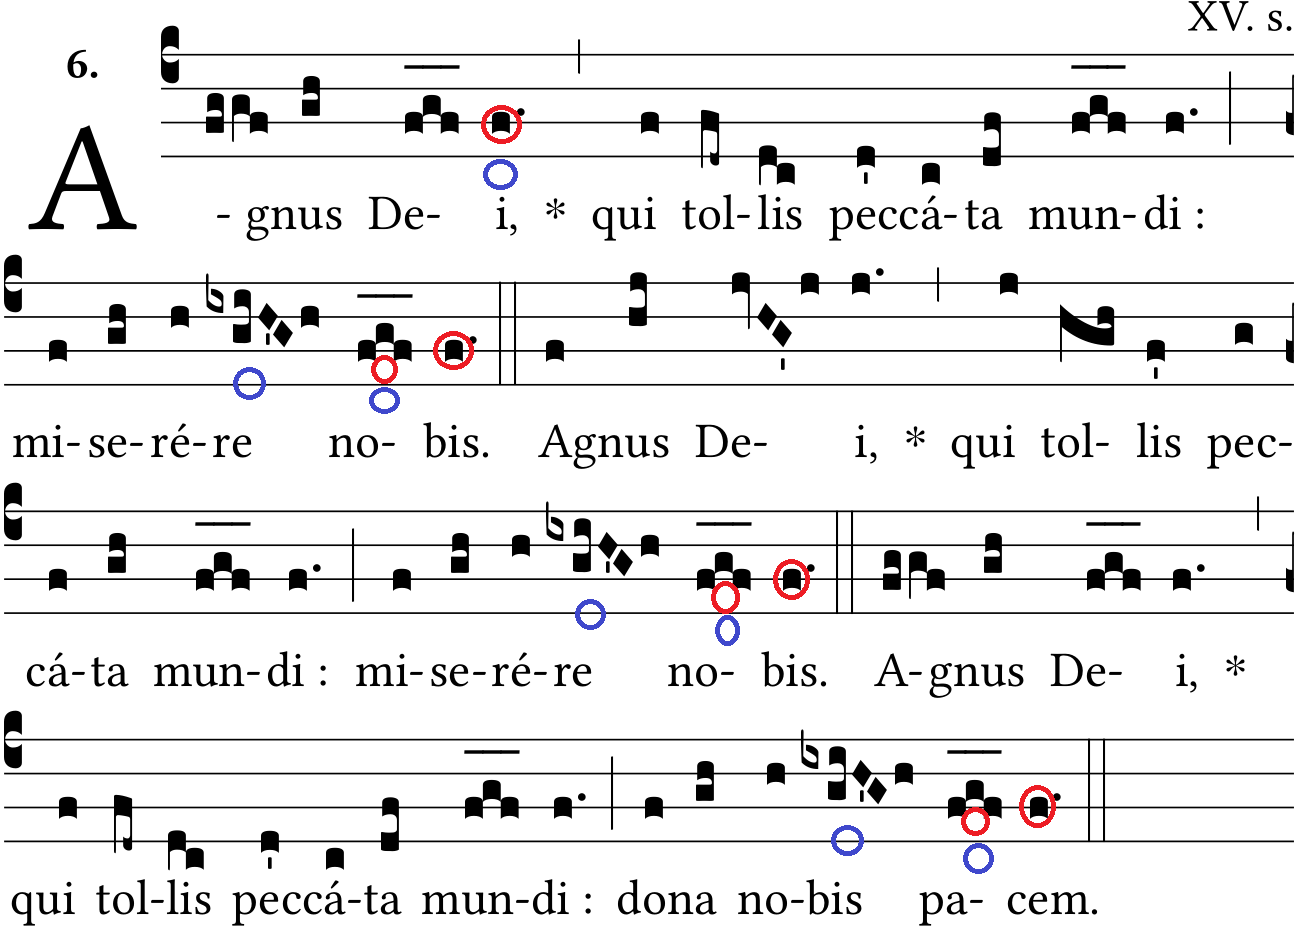 XV. s.
6.
A-gnus De- i, * qui tol-lis peccá-ta mun-di :
mi-se-ré-re no- bis. Agnus De- i, * qui tol- lis pec-
cá-ta mun-di : mi-se-ré-re no- bis. A-gnus De- i, *
qui tol-lis peccá-ta mun-di : dona no-bis pa- cem.